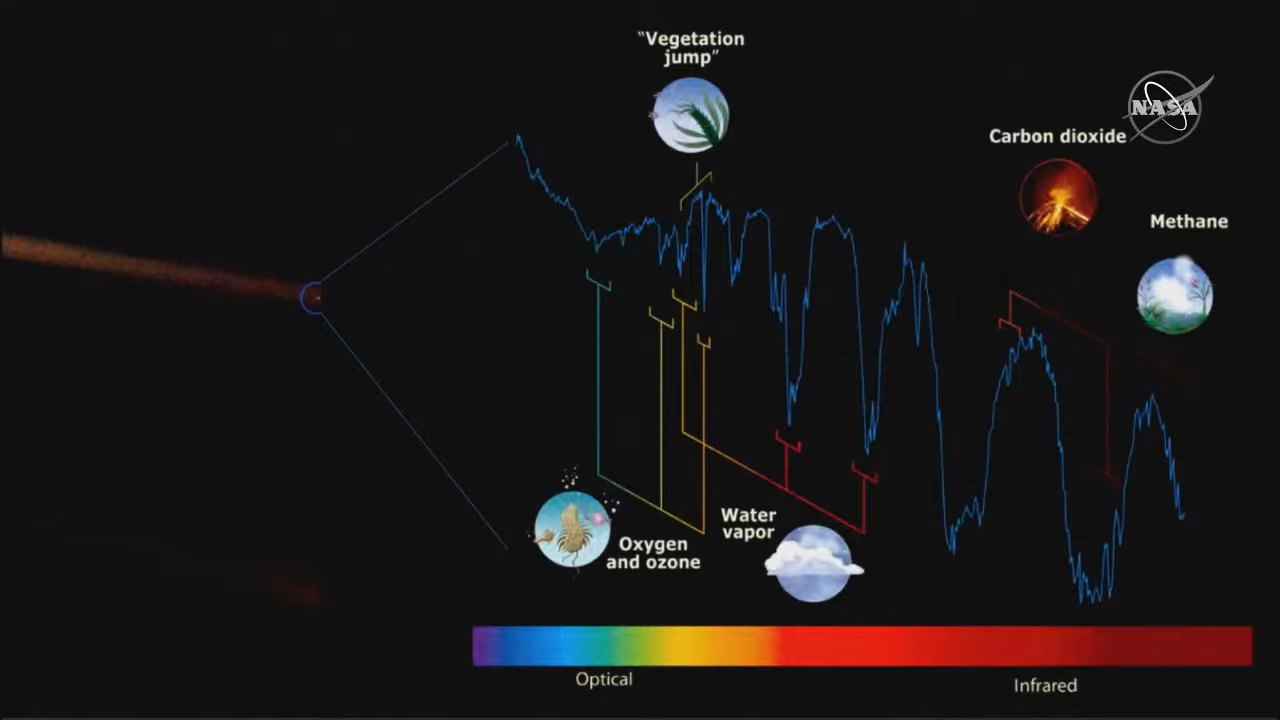 "Vegetation
jump"
NASA
Carbon dioxide
Methane
Water
vapor
Oxygen
and ozone
Optical
Infrared